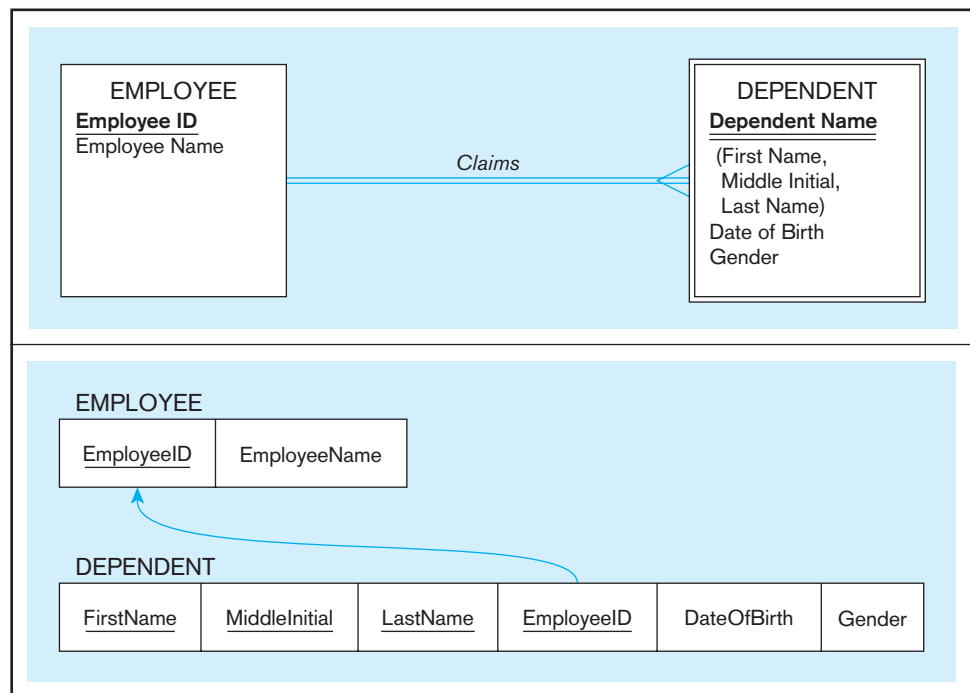 EMPLOYEE
Employee ID
Employee Name
Claims
DEPENDENT
Dependent Name
(First Name,
Middle Initial,
Last Name)
Date of Birth
Gender
EMPLOYEE
EmployeeID EmployeeName
DEPENDENT
FirstName MiddleInitial LastName EmployeeID DateOfBirth Gender